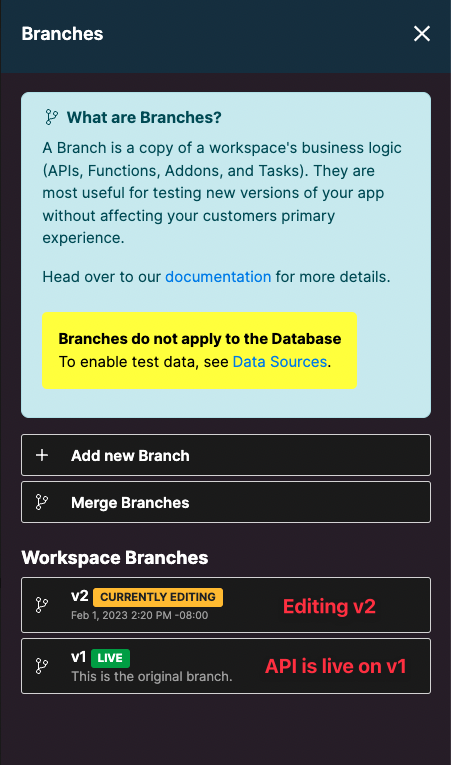 Branches
What are Branches?
A Branch is a copy of a workspace's business logic
(APIs, Functions, Addons, and Tasks). They are
most useful for testing new versions of your app
without affecting your customers primary
experience.
Head over to our documentation for more details.
Branches do not apply to the Database
To enable test data, see Data Sources.
Add new Branch
Merge Branches
Workspace Branches
v2 CURRENTLY EDITING
Feb 1, 2023 2:20 PM -08:00
Editing v2
v1 LIVE
This is the original branch.
API is live on v1